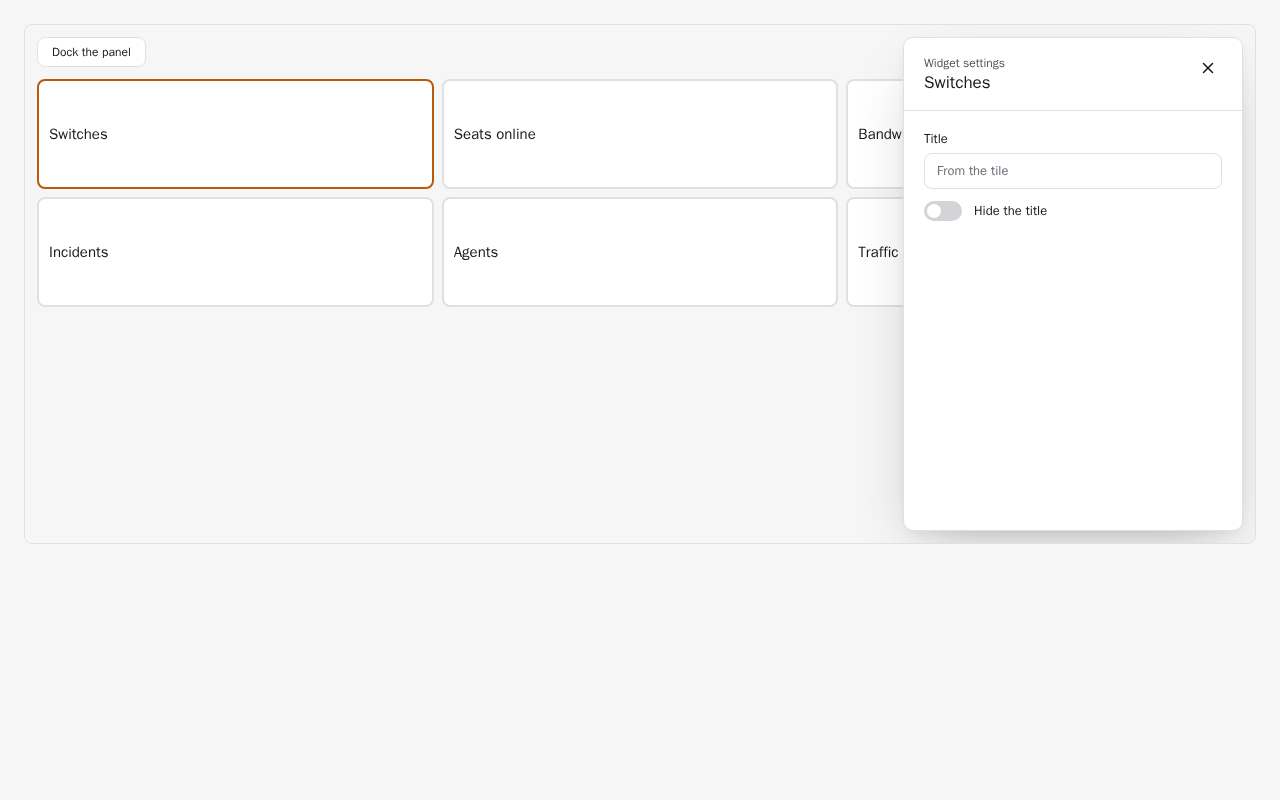 Dock the panel
Switches
Seats online
Bandw
Incidents
Agents
Traffic
Widget settings
Switches
Title
From the tile
Hide the title